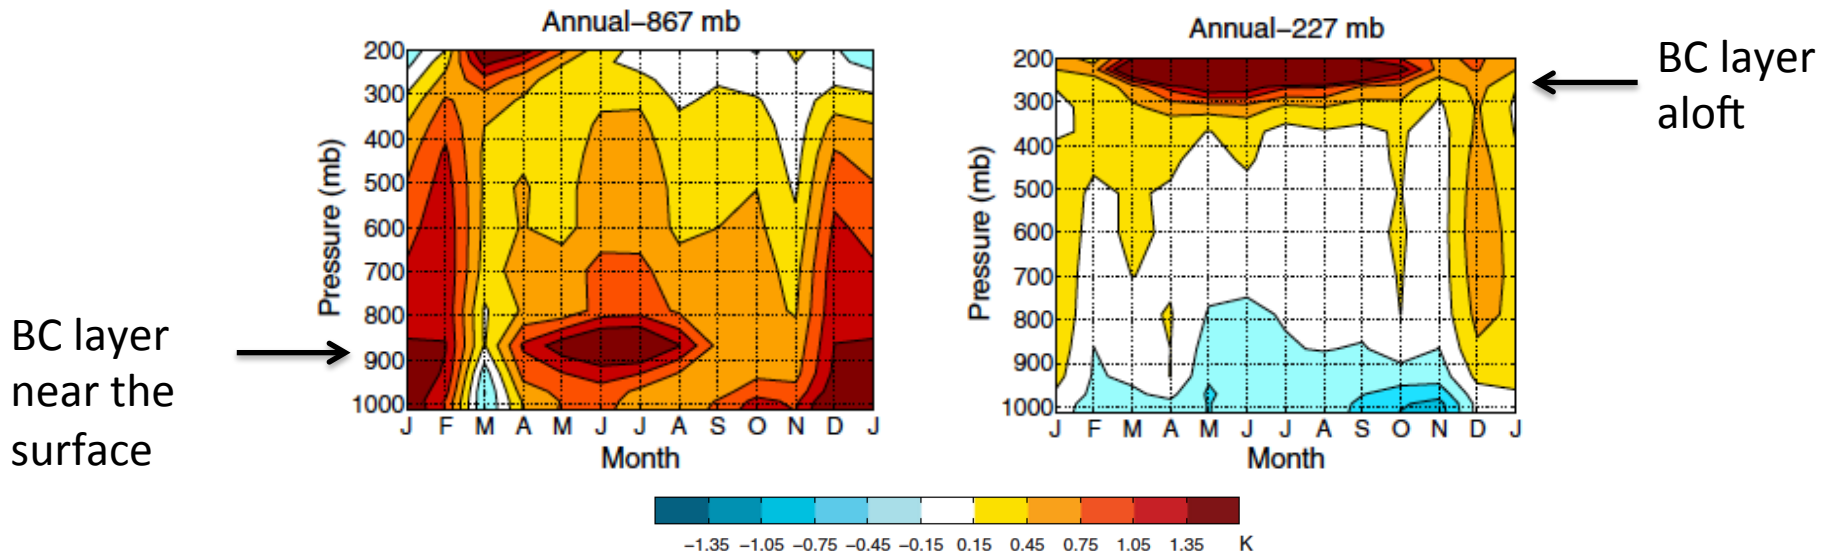 Annual–867 mb
200
300
400
500
600
700
800
900
1000
Pressure (mb)
J F M A M J J A S O N D J
Month
BC layer
near the
surface
Annual–227 mb
200
300
400
500
600
700
800
900
1000
Pressure (mb)
J F M A M J J A S O N D J
Month
BC layer
aloft
−1.35 −1.05 −0.75 −0.45 −0.15 0.15 0.45 0.75 1.05 1.35 K